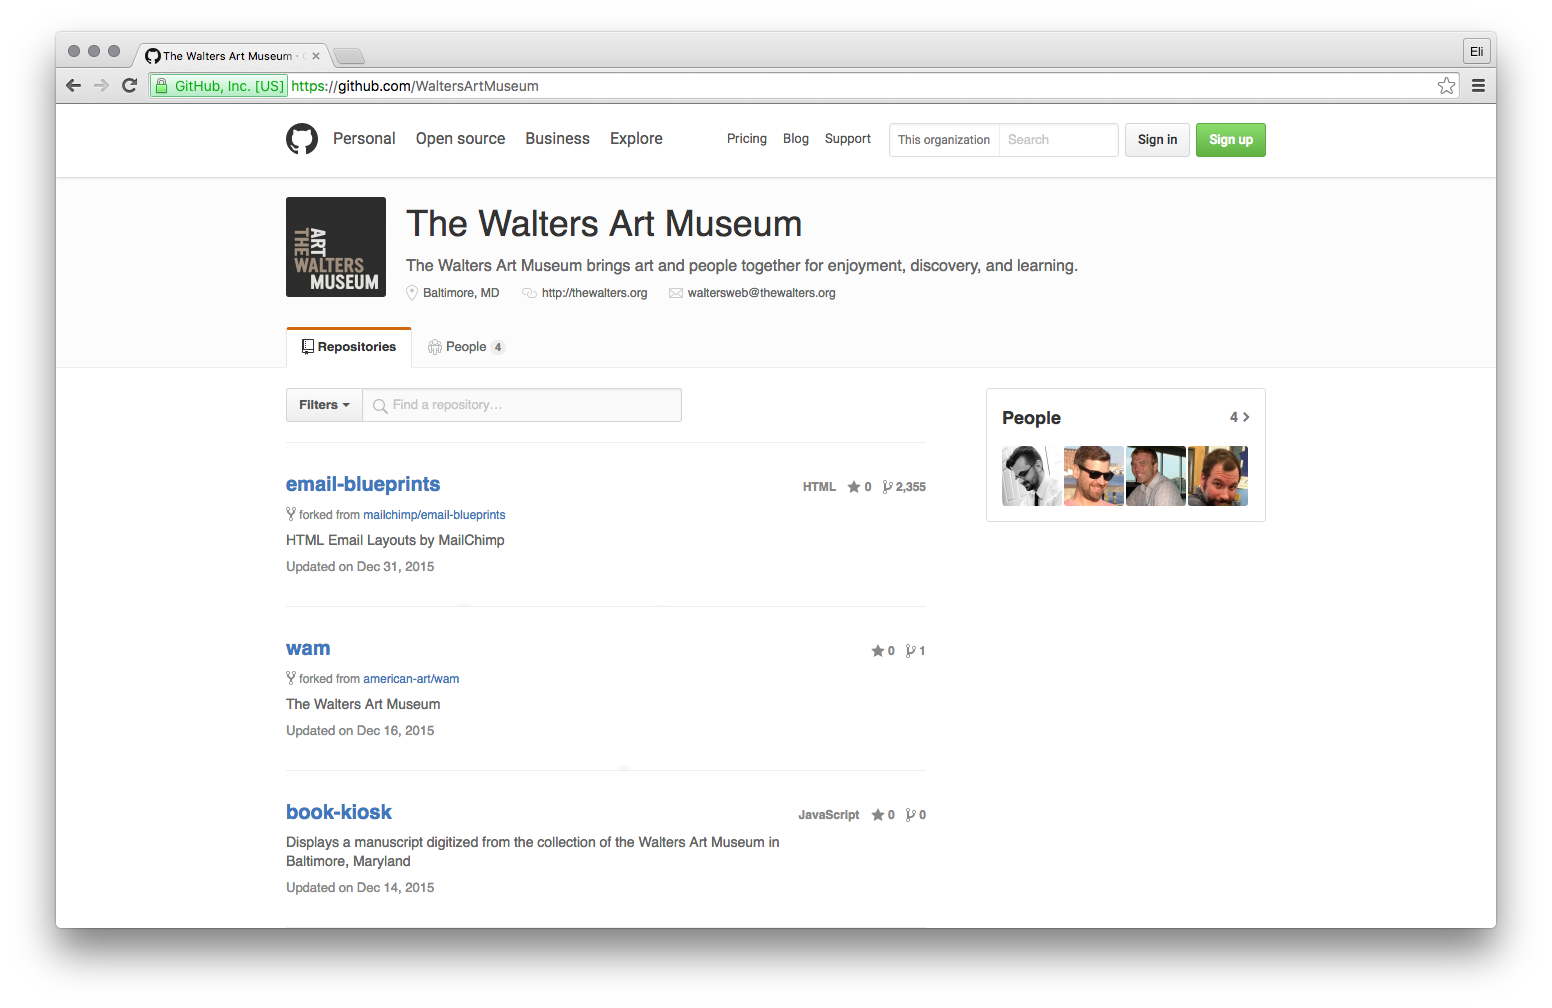 The Walters Art Museum ·
Eli
GitHub, Inc. [US] https://github.com/WaltersArtMuseum
Personal Open source Business Explore Pricing Blog Support This organization Search Sign in Sign up
THE WALTERS ART MUSEUM
The Walters Art Museum
The Walters Art Museum brings art and people together for enjoyment, discovery, and learning.
Baltimore, MD http://thewalters.org waltersweb@thewalters.org
Repositories People 4
Filters Find a repository…
People 4
email-blueprints HTML 0 2,355
forked from mailchimp/email-blueprints
HTML Email Layouts by MailChimp
Updated on Dec 31, 2015
wam 0 1
forked from american-art/wam
The Walters Art Museum
Updated on Dec 16, 2015
book-kiosk JavaScript 0 0
Displays a manuscript digitized from the collection of the Walters Art Museum in
Baltimore, Maryland
Updated on Dec 14, 2015